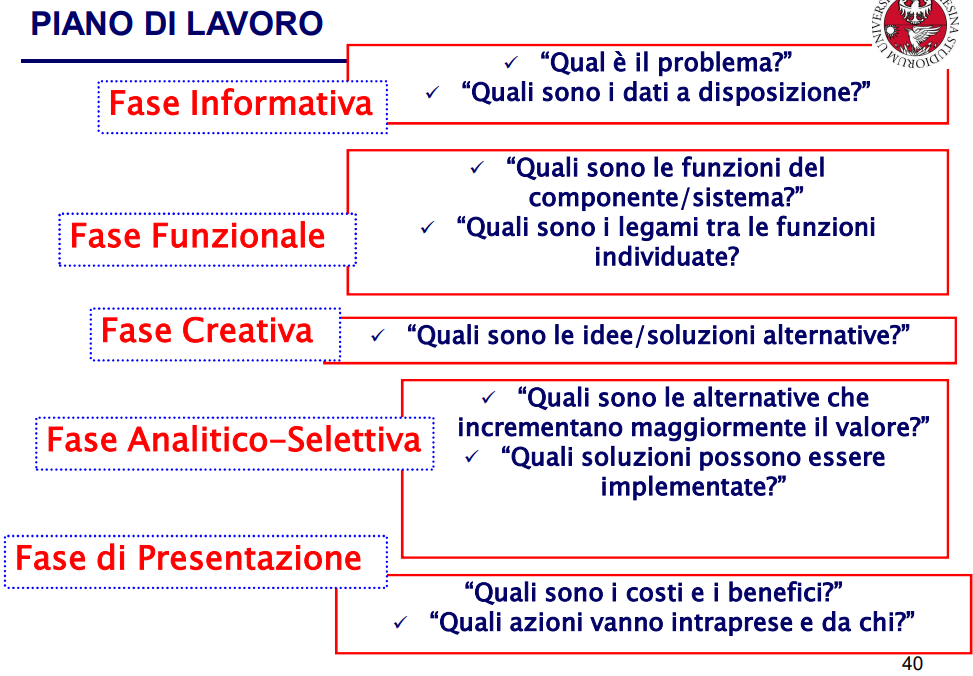 PIANO DI LAVORO
Fase Informativa
✓ “Qual è il problema?”
✓ “Quali sono i dati a disposizione?”
Fase Funzionale
✓ “Quali sono le funzioni del
componente/sistema?”
✓ “Quali sono i legami tra le funzioni
individuate?
Fase Creativa
✓ “Quali sono le idee/soluzioni alternative?”
Fase Analitico-Selettiva
✓ “Quali sono le alternative che
incrementano maggiormente il valore?”
✓ “Quali soluzioni possono essere
implementate?”
Fase di Presentazione
“Quali sono i costi e i benefici?”
✓ “Quali azioni vanno intraprese e da chi?”
40